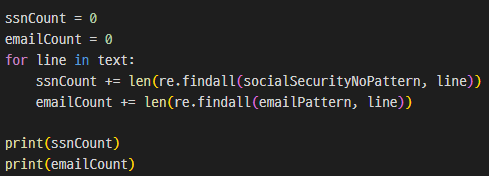 ssnCount = 0
emailCount = 0
for line in text:
    ssnCount += len(re.findall(socialSecurityNoPattern, line))
    emailCount += len(re.findall(emailPattern, line))

print(ssnCount)
print(emailCount)